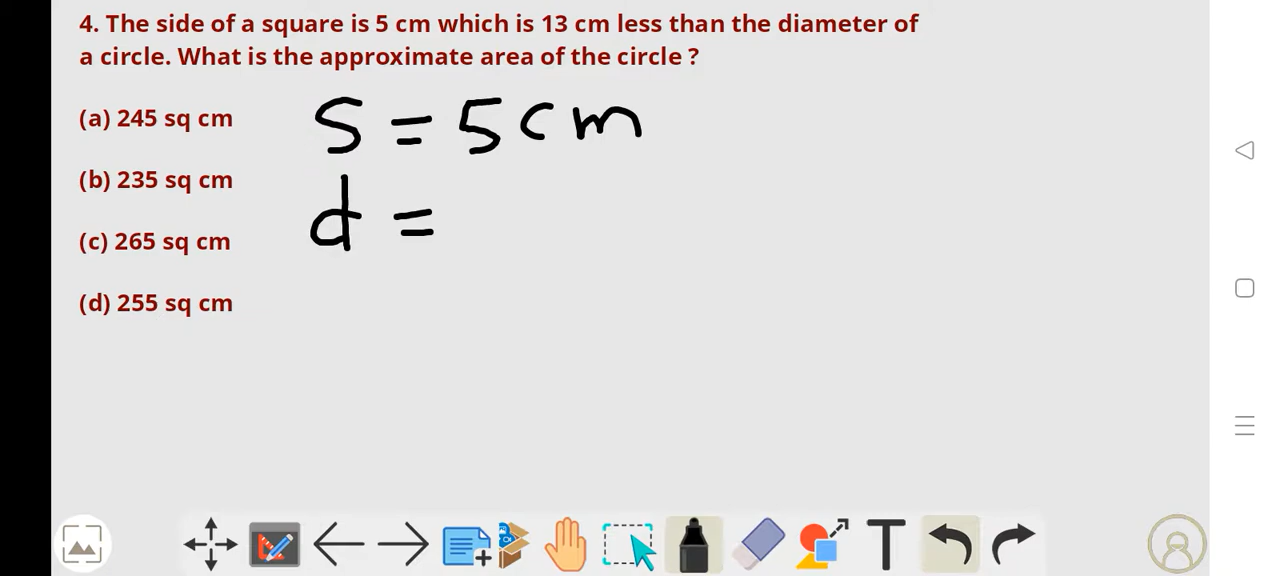 4. The side of a square is 5 cm which is 13 cm less than the diameter of
a circle. What is the approximate area of the circle ?
(a) 245 sq cm
S = 5 cm
(b) 235 sq cm
d =
(c) 265 sq cm
(d) 255 sq cm
T